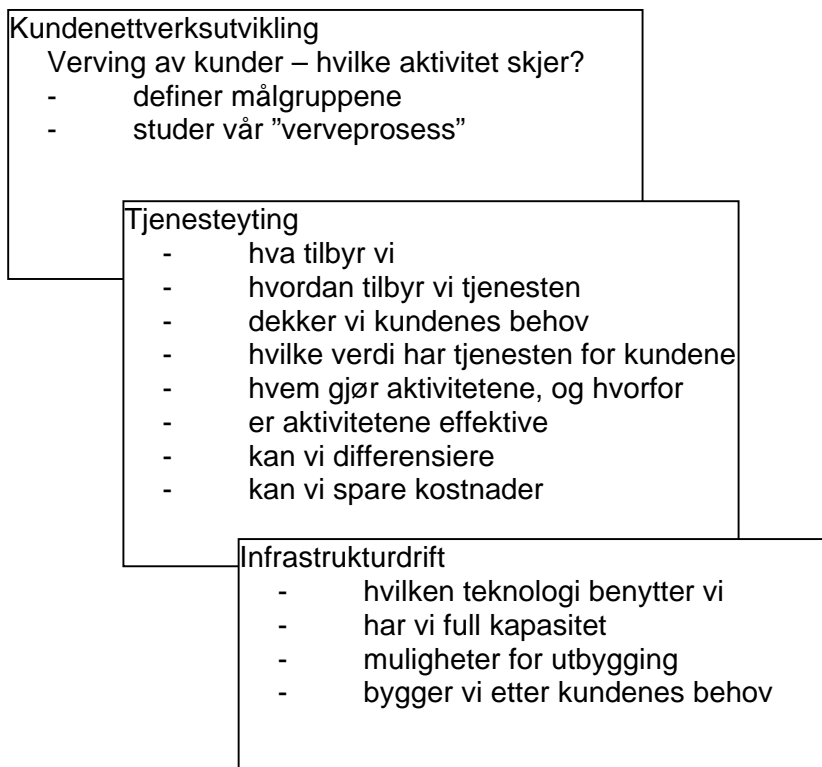 Kundenettverksutvikling
Verving av kunder – hvilke aktivitet skjer?
- definer målgruppene
- studer vår ”verveprosess”
Tjenesteyting
- hva tilbyr vi
- hvordan tilbyr vi tjenesten
- dekker vi kundenes behov
- hvilke verdi har tjenesten for kundene
- hvem gjør aktivitetene, og hvorfor
- er aktivitetene effektive
- kan vi differensiere
- kan vi spare kostnader
Infrastrukturdrift
- hvilken teknologi benytter vi
- har vi full kapasitet
- muligheter for utbygging
- bygger vi etter kundenes behov